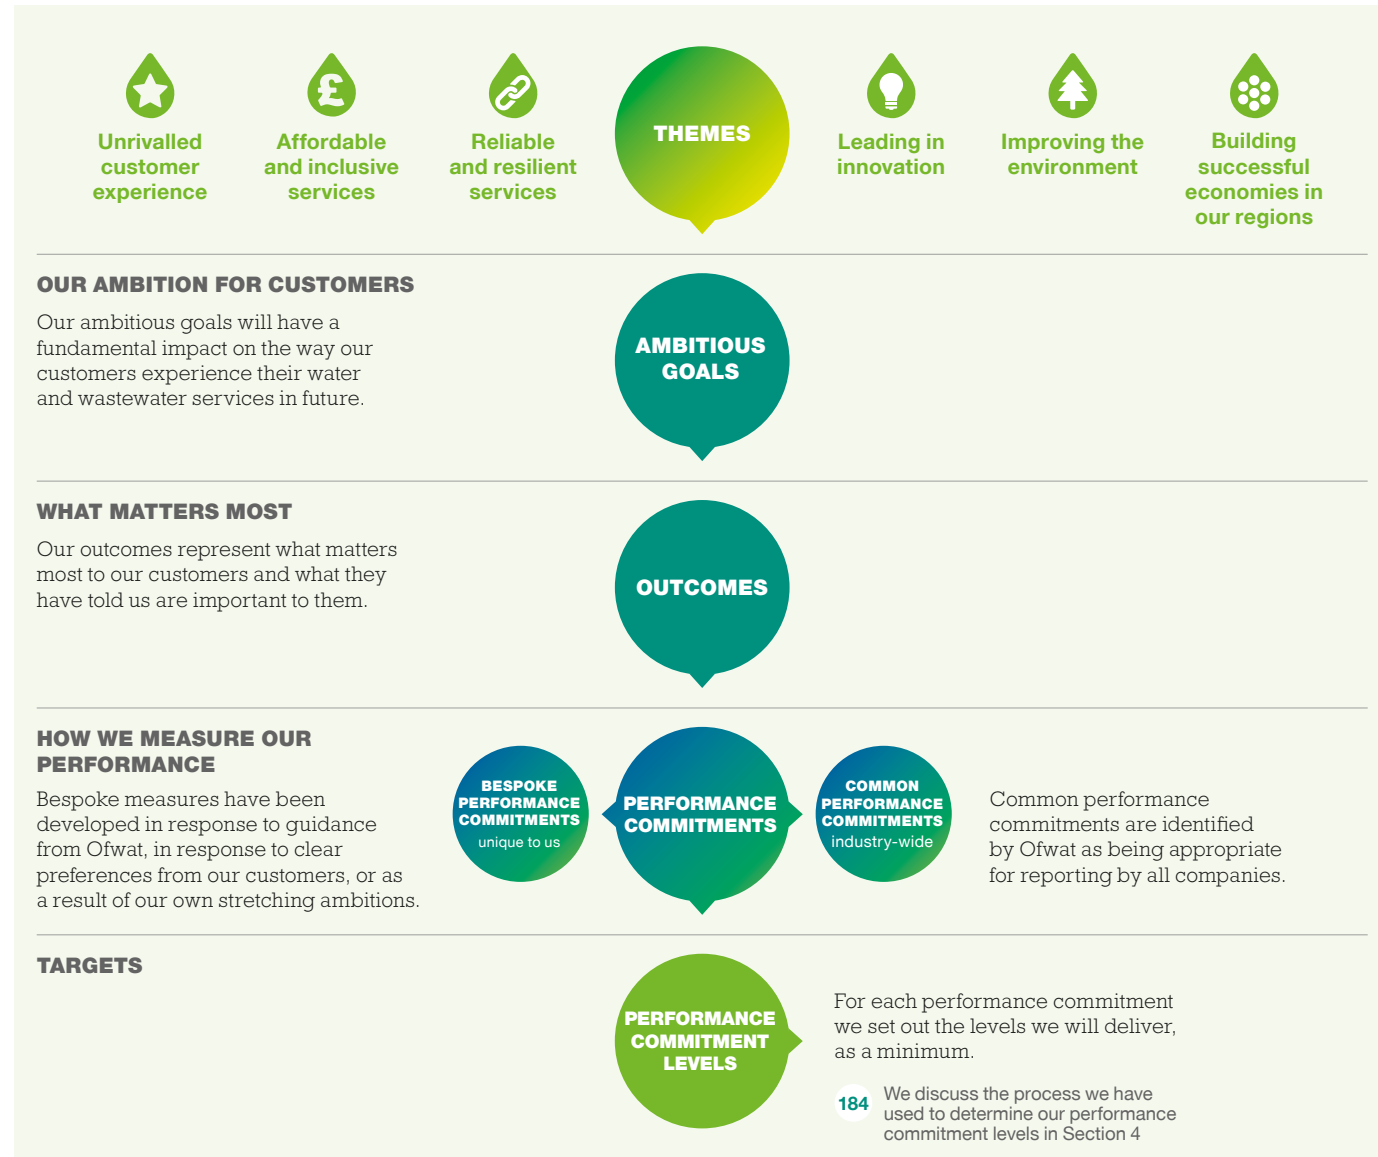 Unrivalled
customer
experience
Affordable
and inclusive
services
£
Reliable
and resilient
services
THEMES
Leading in
innovation
Improving the
environment
Building
successful
economies in
our regions
OUR AMBITION FOR CUSTOMERS
Our ambitious goals will have a
fundamental impact on the way our
customers experience their water
and wastewater services in future.
AMBITIOUS
GOALS
WHAT MATTERS MOST
Our outcomes represent what matters
most to our customers and what they
have told us are important to them.
OUTCOMES
HOW WE MEASURE OUR
PERFORMANCE
Bespoke measures have been
developed in response to guidance
from Ofwat, in response to clear
preferences from our customers, or as
a result of our own stretching ambitions.
BESPOKE
PERFORMANCE
COMMITMENTS
unique to us
PERFORMANCE
COMMITMENTS
COMMON
PERFORMANCE
COMMITMENTS
industry-wide
Common performance
commitments are identified
by Ofwat as being appropriate
for reporting by all companies.
TARGETS
PERFORMANCE
COMMITMENT
LEVELS
For each performance commitment
we set out the levels we will deliver,
as a minimum.
184
We discuss the process we have
used to determine our performance
commitment levels in Section 4